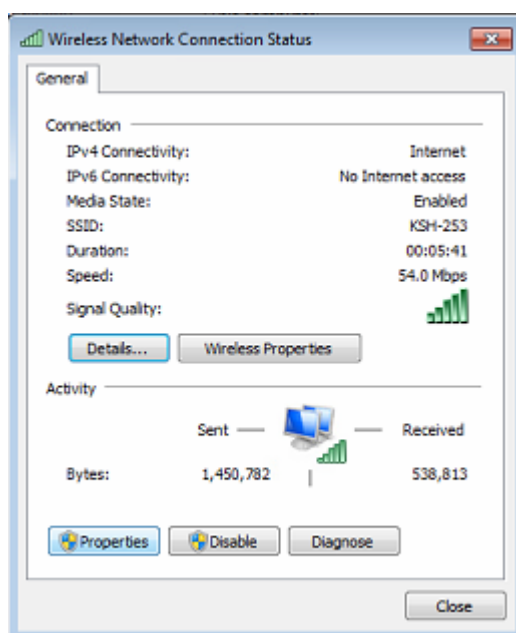 Wireless Network Connection Status
General
Connection
IPv4 Connectivity: Internet
IPv6 Connectivity: No Internet access
Media State: Enabled
SSID: KSH-253
Duration: 00:05:41
Speed: 54.0 Mbps
Signal Quality:
Details... Wireless Properties
Activity
Sent Received
Bytes: 1,450,782 538,813
Properties Disable Diagnose
Close